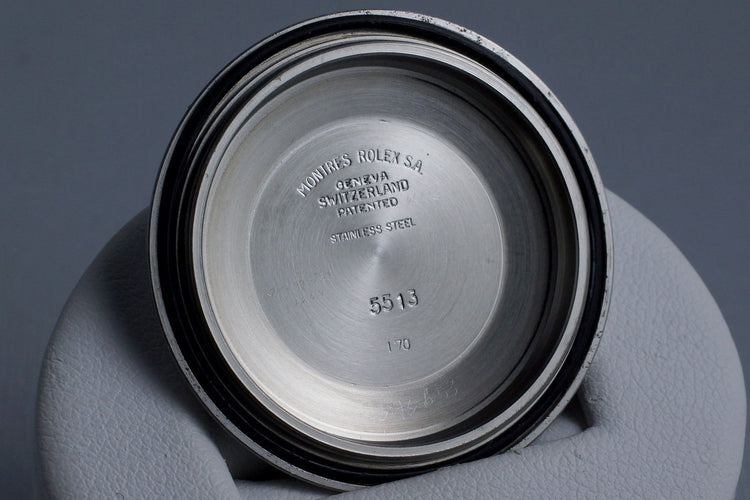 MONTRES ROLEX S.A.
GENEVA
SWITZERLAND
PATENTED
STAINLESS STEEL
5513
I 70